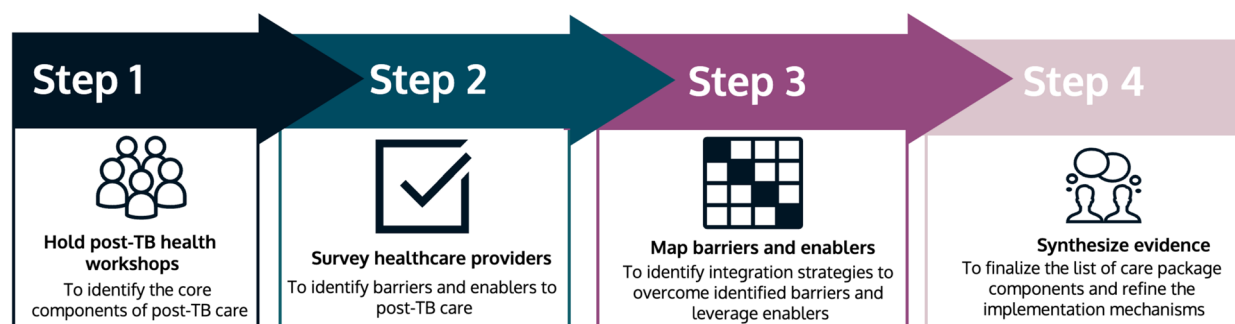 Step 1
Step 2
Step 3
Step 4
Hold post-TB health
workshops
To identify the core
components of post-TB care
Survey healthcare providers
To identify barriers and enablers to
post-TB care
Map barriers and enablers
To identify integration strategies to
overcome identified barriers and
leverage enablers
Synthesize evidence
To finalize the list of care package
components and refine the
implementation mechanisms